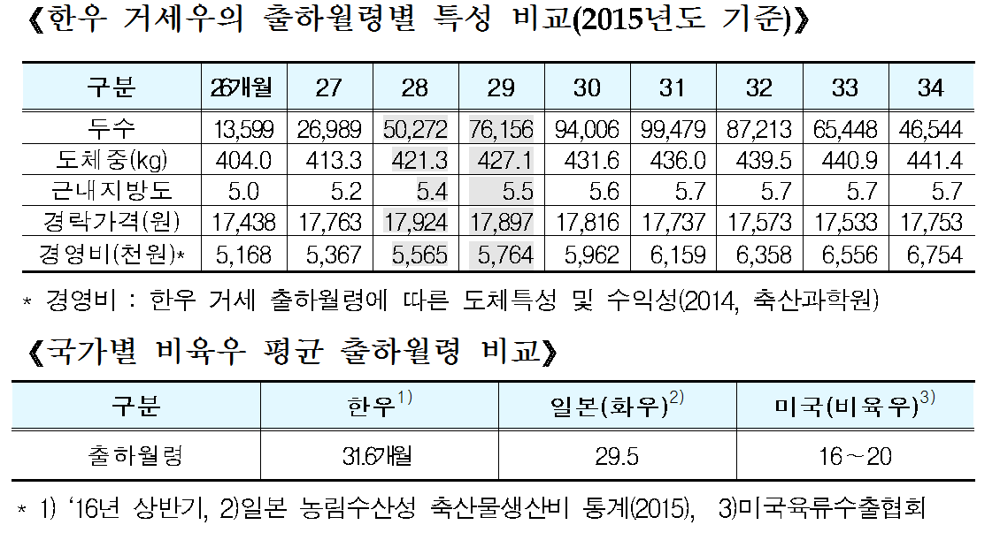 《한우 거세우의 출하월령별 특성 비교(2015년도 기준)》
구분 26개월 27 28 29 30 31 32 33 34
두수 13,599 26,989 50,272 76,156 94,006 99,479 87,213 65,448 46,544
도체중(kg) 404.0 413.3 421.3 427.1 431.6 436.0 439.5 440.9 441.4
근내지방도 5.0 5.2 5.4 5.5 5.6 5.7 5.7 5.7 5.7
경락가격(원) 17,438 17,763 17,924 17,897 17,816 17,737 17,573 17,533 17,753
경영비(천원)* 5,168 5,367 5,565 5,764 5,962 6,159 6,358 6,556 6,754
* 경영비 : 한우 거세 출하월령에 따른 도체특성 및 수익성(2014, 축산과학원)
《국가별 비육우 평균 출하월령 비교》
구분 한우1) 일본(화우)2) 미국(비육우)3)
출하월령 31.6개월 29.5 16~20
* 1) ‘16년 상반기, 2)일본 농림수산성 축산물생산비 통계(2015), 3)미국육류수출협회